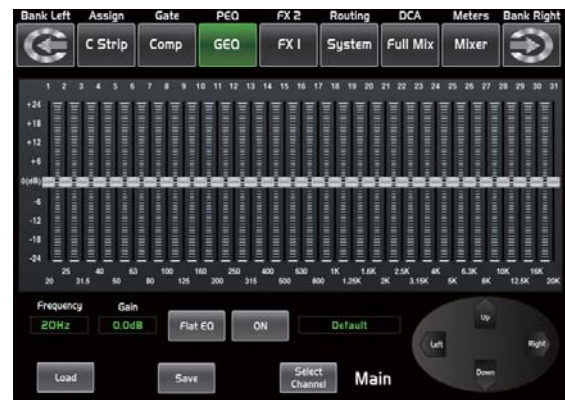 Bank Left Assign Gate PEQ FX 2 Routing DCA Meters Bank Right
C Strip Comp GEQ FX 1 System Full Mix Mixer
1 2 3 4 5 6 7 8 9 10 11 12 13 14 15 16 17 18 19 20 21 22 23 24 25 26 27 28 29 30 31
+24
+18
+12
+6
0(dB)
-6
-12
-18
-24
25 40 63 100 160 250 400 630 1K 1.6K 2.5K 4K 6.3K 10K 16K
20 31.5 50 80 125 200 315 500 800 1.25K 2K 3.15K 5K 8K 12.5K 20K
Frequency Gain
20Hz 0.0dB Flat EQ ON Default
Up
Left Right
Down
Load Save Select Channel Main